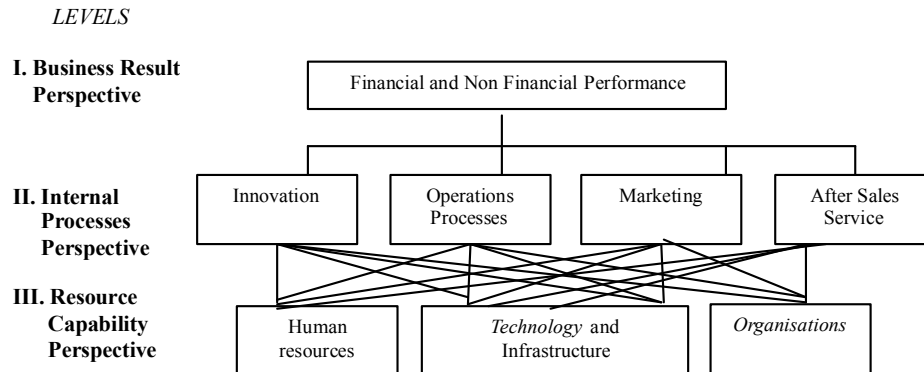 LEVELS
I. Business Result
Perspective
Financial and Non Financial Performance
II. Internal
Processes
Perspective
Innovation
Operations
Processes
Marketing
After Sales
Service
III. Resource
Capability
Perspective
Human
resources
Technology and
Infrastructure
Organisations